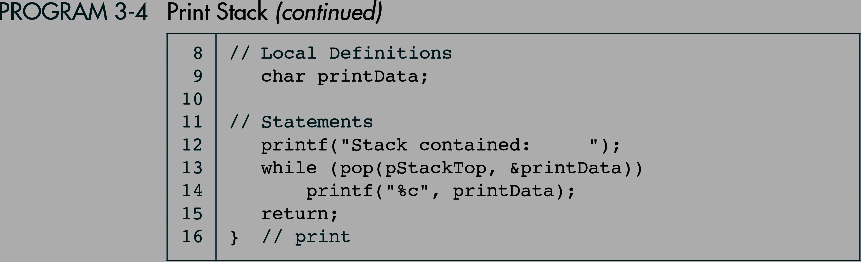 PROGRAM 3-4 Print Stack (continued)
8 // Local Definitions
9 char printData;
10
11 // Statements
12 printf("Stack contained:      ");
13 while (pop(pStackTop, &printData))
14 printf("%c", printData);
15 return;
16 } // print